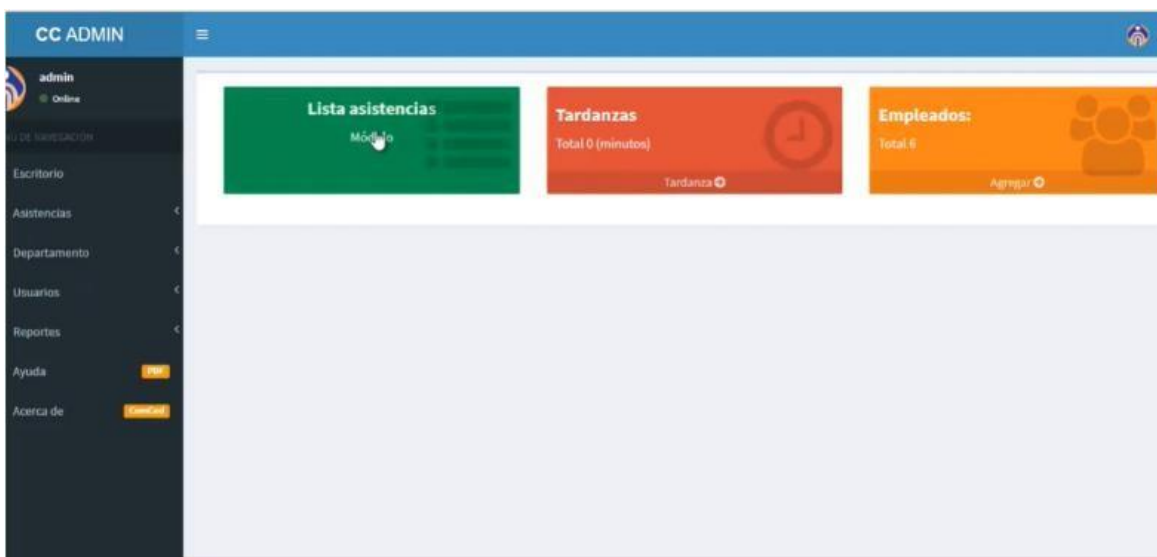 CC ADMIN
admin
Online
Escritorio
Asistencias
Departamento
Usuarios
Reportes
Ayuda
PDF
Acerca de
ComCad
Lista asistencias
Módulo
Tardanzas
Total 0 (minutos)
Tardanza
Empleados:
Total 6
Agregar